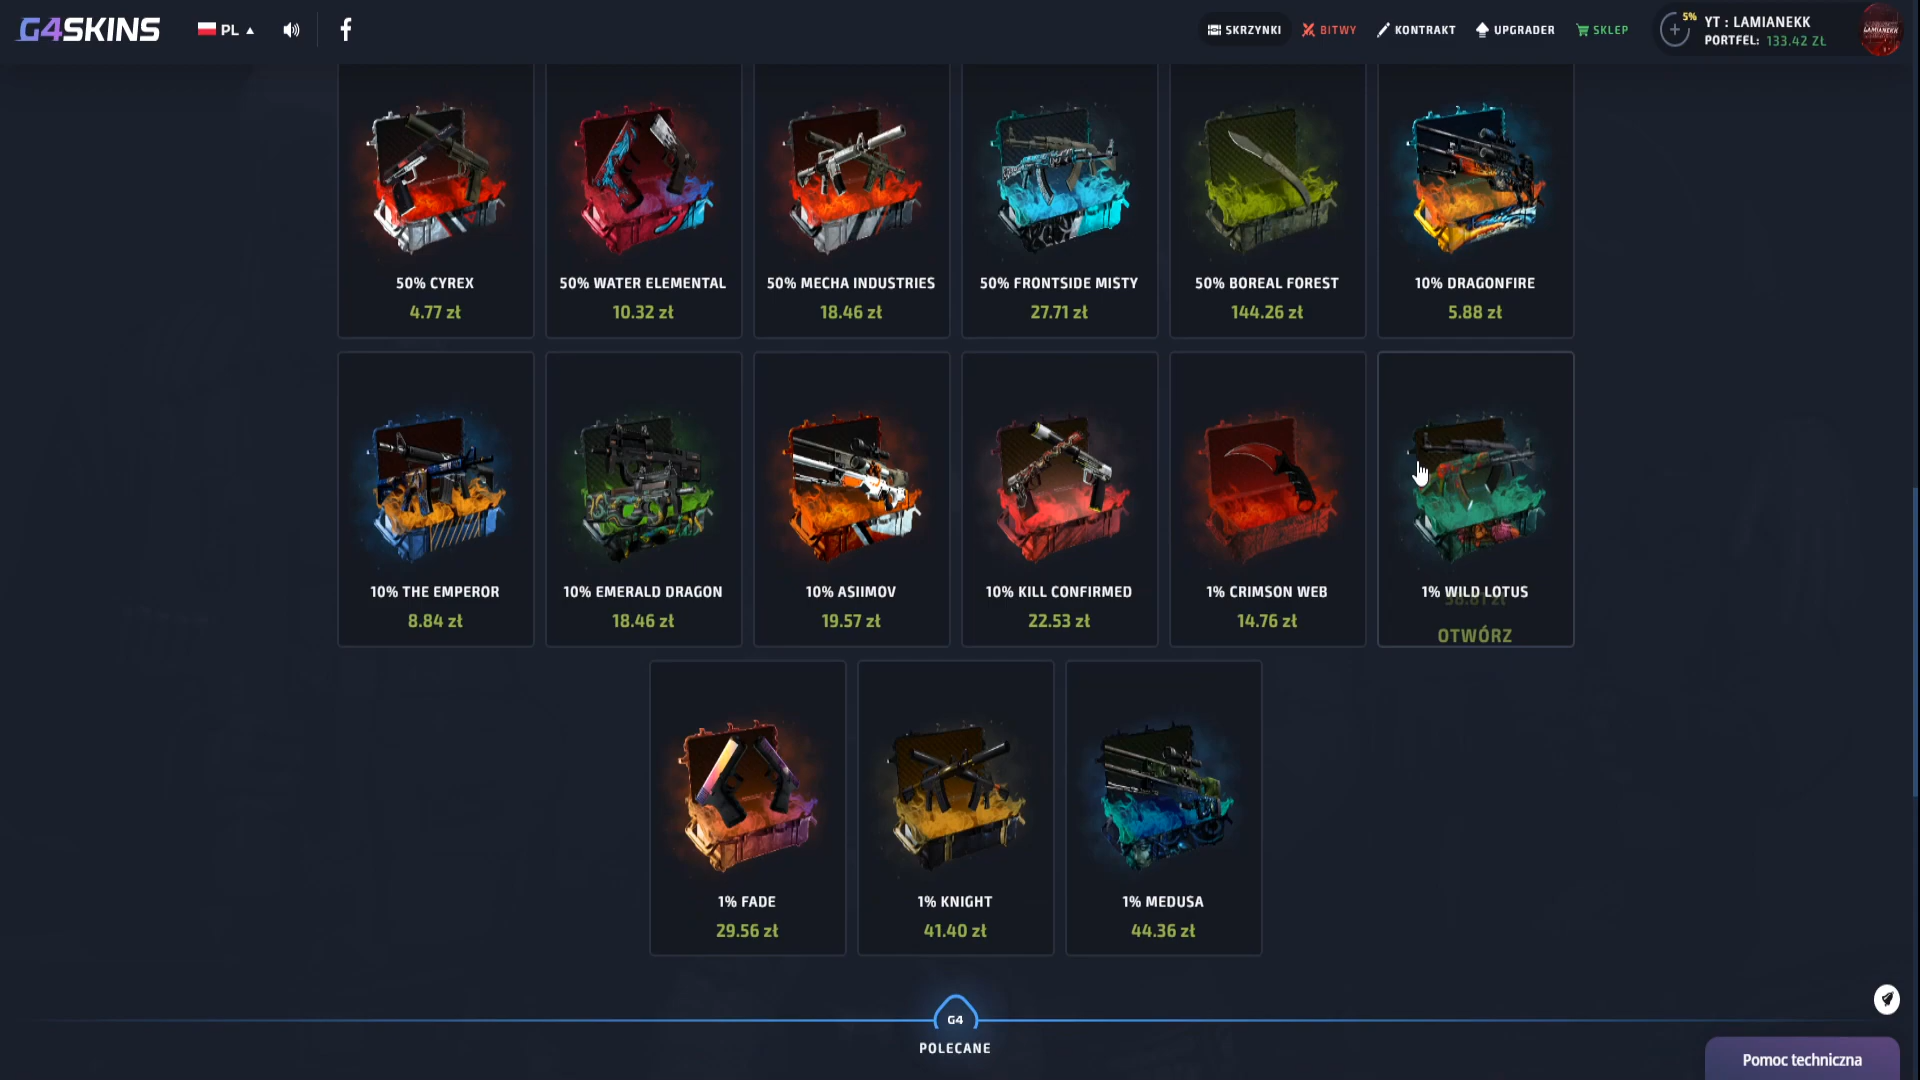 G4SKINS
PL
SKRZYNKI
BITWY
KONTRAKT
UPGRADER
SKLEP
5%
YT : LAMIANEKK
PORTFEL: 133.42 ZŁ
LAMIANEKK
50% CYREX
4.77 zł
50% WATER ELEMENTAL
10.32 zł
50% MECHA INDUSTRIES
18.46 zł
50% FRONTSIDE MISTY
27.71 zł
50% BOREAL FOREST
144.26 zł
10% DRAGONFIRE
5.88 zł
10% THE EMPEROR
8.84 zł
10% EMERALD DRAGON
18.46 zł
10% ASIIMOV
19.57 zł
10% KILL CONFIRMED
22.53 zł
1% CRIMSON WEB
14.76 zł
1% WILD LOTUS
OTWÓRZ
1% FADE
29.56 zł
1% KNIGHT
41.40 zł
1% MEDUSA
44.36 zł
G4
POLECANE
Pomoc techniczna